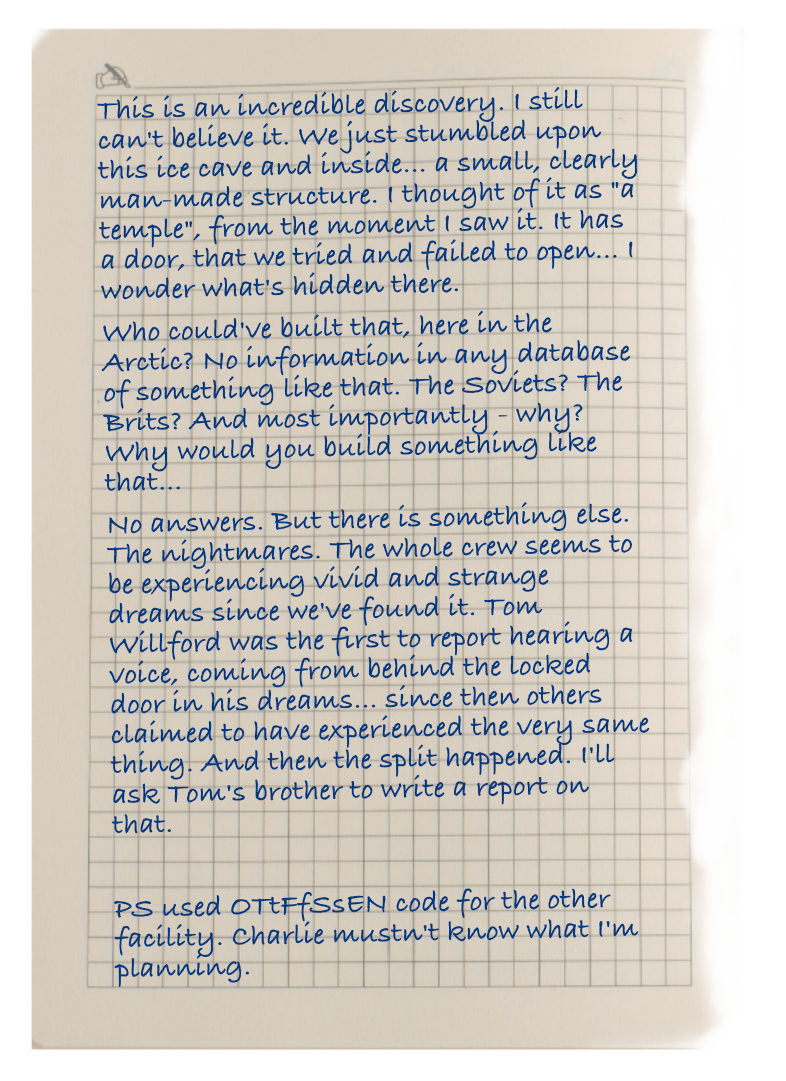 This is an incredible discovery. I still
can't believe it. We just stumbled upon
this ice cave and inside... a small, clearly
man-made structure. I thought of it as "a
temple", from the moment I saw it. It has
a door, that we tried and failed to open... I
wonder what's hidden there.
Who could've built that, here in the
Arctic? No information in any database
of something like that. The Soviets? The
Brits? And most importantly - why?
Why would you build something like
that...
No answers. But there is something else.
The nightmares. The whole crew seems to
be experiencing vivid and strange
dreams since we've found it. Tom
Willford was the first to report hearing a
voice, coming from behind the locked
door in his dreams... since then others
claimed to have experienced the very same
thing. And then the split happened. I'll
ask Tom's brother to write a report on
that.
PS used OTtFfSsEN code for the other
facility. Charlie mustn't know what I'm
planning.